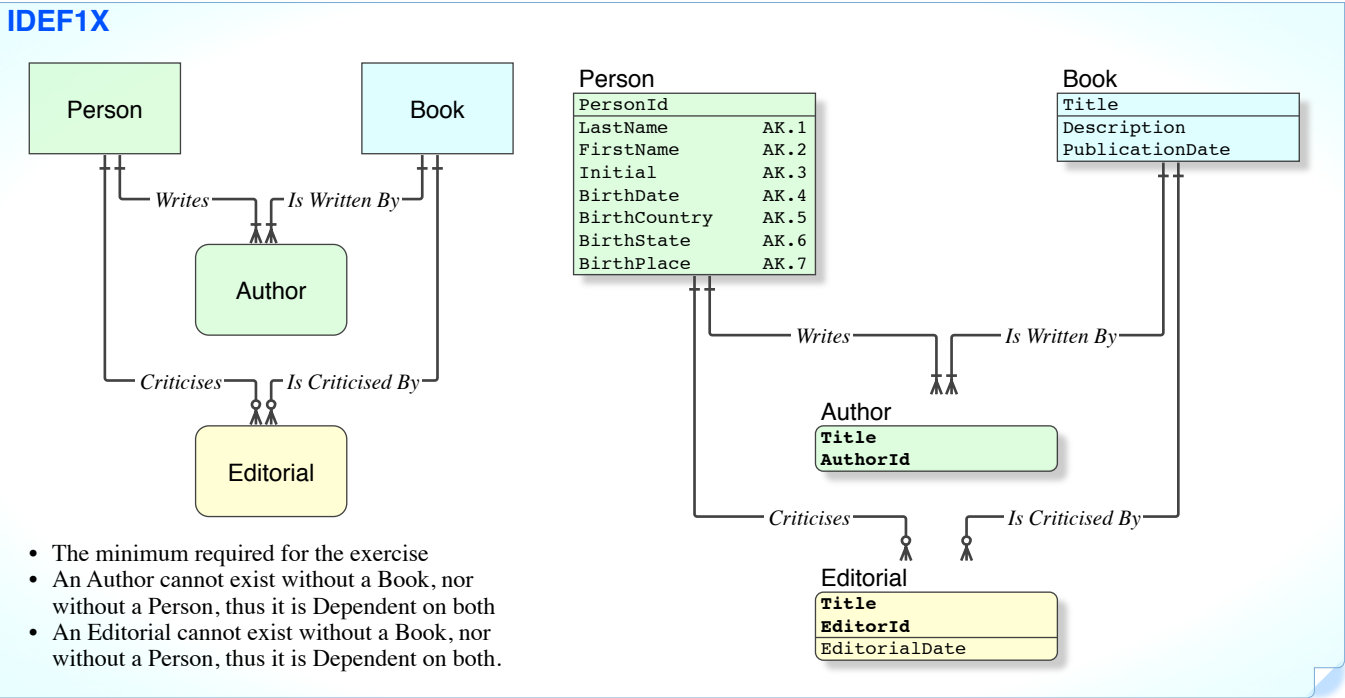 IDEF1X
Person
Book
Writes
Is Written By
Author
Criticises
Is Criticised By
Editorial
• The minimum required for the exercise
• An Author cannot exist without a Book, nor
without a Person, thus it is Dependent on both
• An Editorial cannot exist without a Book, nor
without a Person, thus it is Dependent on both.
Person
PersonId
LastName AK.1
FirstName AK.2
Initial AK.3
BirthDate AK.4
BirthCountry AK.5
BirthState AK.6
BirthPlace AK.7
Book
Title
Description
PublicationDate
Writes
Is Written By
Author
Title
AuthorId
Criticises
Is Criticised By
Editorial
Title
EditorId
EditorialDate